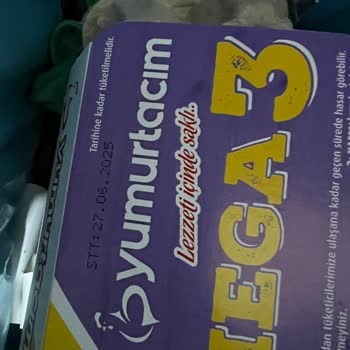 Tarihine kadar tüketilmelidir.
STT: 27.06.2025
yumurtacım
Lezzeti içinde saklı..
MEGA 3
geçen sürede hasar görebilir.
dan tüketicilerimize ulaşana kadar
meyiniz.